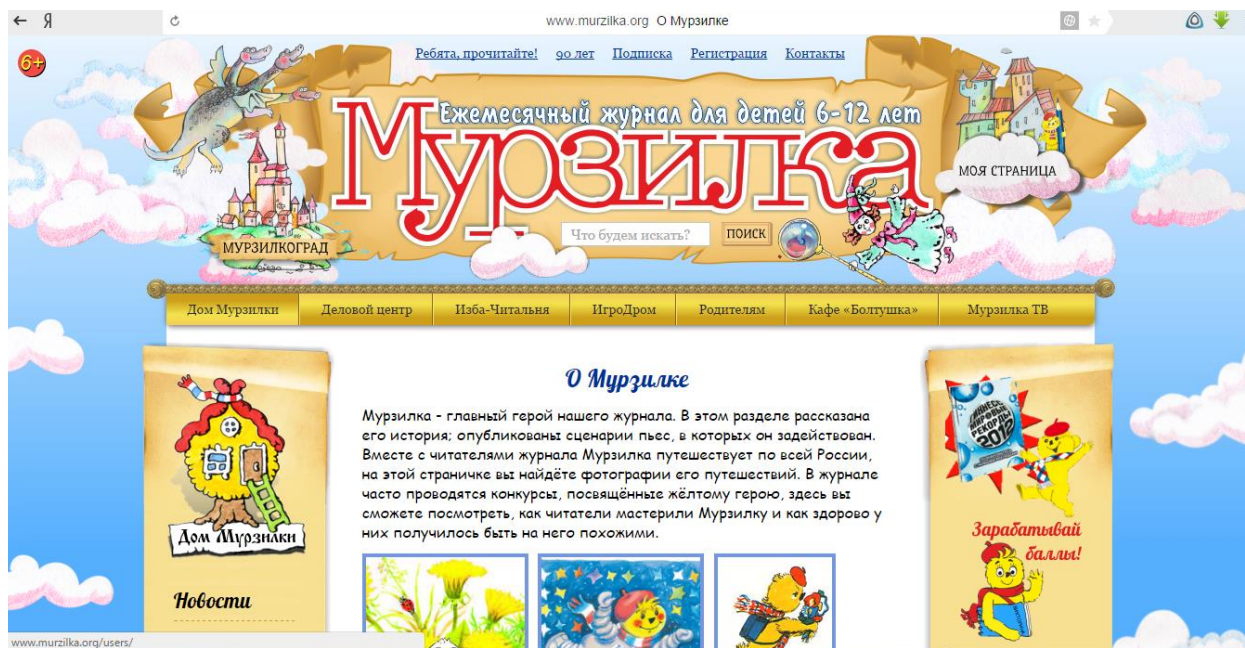 Я
www.murzilka.org О Мурзилке
6+
Ребята, прочитайте! 90 лет Подписка Регистрация Контакты
Ежемесячный журнал для детей 6-12 лет
Мурзилка
МОЯ СТРАНИЦА
Что будем искать? ПОИСК
МУРЗИЛКОГРАД
Дом Мурзилки Деловой центр Изба-Читальня ИгроДром Родителям Кафе «Болтушка» Мурзилка ТВ
О Мурзилке
Мурзилка - главный герой нашего журнала. В этом разделе рассказана
его история; опубликованы сценарии пьес, в которых он задействован.
Вместе с читателями журнала Мурзилка путешествует по всей России,
на этой страничке вы найдёте фотографии его путешествий. В журнале
часто проводятся конкурсы, посвящённые жёлтому герою, здесь вы
сможете посмотреть, как читатели мастерили Мурзилку и как здорово у
них получилось быть на него похожими.
Дом Мурзилки
Новости
ГИННЕСС
МИРОВЫЕ
РЕКОРДЫ
2012
Зарабатывай
баллы!
www.murzilka.org/users/